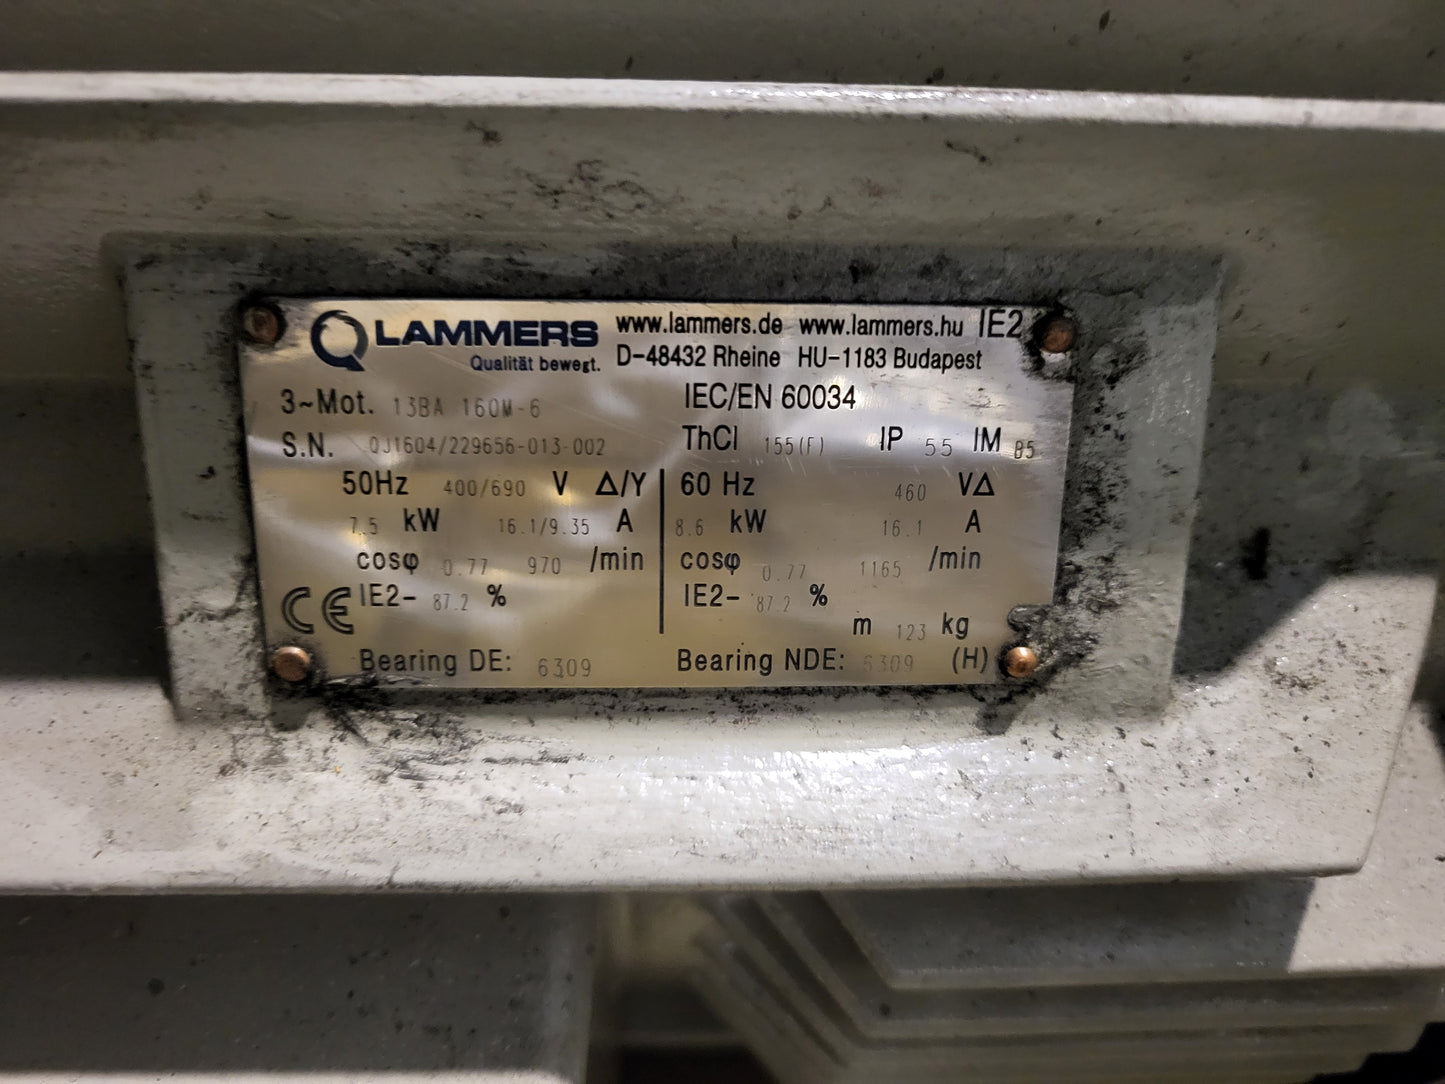 LAMMERS www.lammers.de www.lammers.hu IE2
Qualität bewegt. D-48432 Rheine HU-1183 Budapest
3~Mot. 13BA 160M-6 IEC/EN 60034
S.N. QJ1604/229656-013-002 ThCl 155(F) IP 55 IM B5
50Hz 400/690 V Δ/Y 60 Hz 460 VΔ
7.5 kW 16.1/9.35 A 8.6 kW 16.1 A
cosφ 0.77 970 /min cosφ 0.77 1165 /min
CE IE2- 87.2 % IE2- 87.2 %
m 123 kg
Bearing DE: 6309 Bearing NDE: 6309 (H)